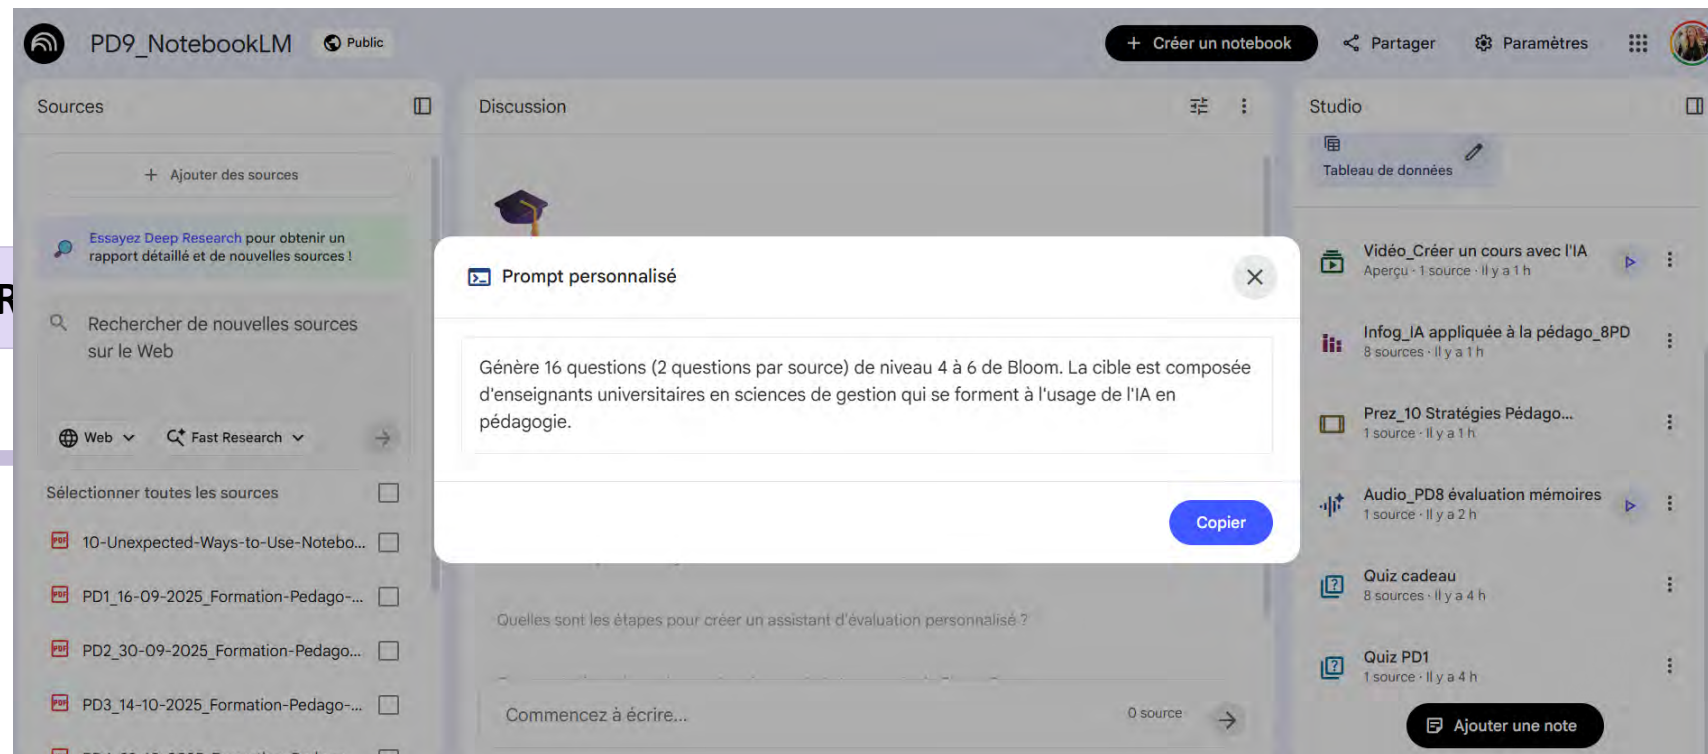 PD9_NotebookLM
Public
+ Créer un notebook
Partager
Paramètres
Sources
+ Ajouter des sources
Essayez Deep Research pour obtenir un
rapport détaillé et de nouvelles sources !
R
Rechercher de nouvelles sources
sur le Web
Web
Fast Research
Sélectionner toutes les sources
10-Unexpected-Ways-to-Use-Notebo...
PD1_16-09-2025_Formation-Pedago-...
PD2_30-09-2025_Formation-Pedago...
PD3_14-10-2025_Formation-Pedago-...
Discussion
Prompt personnalisé
Génère 16 questions (2 questions par source) de niveau 4 à 6 de Bloom. La cible est composée
d'enseignants universitaires en sciences de gestion qui se forment à l'usage de l'IA en
pédagogie.
Copier
Quelles sont les étapes pour créer un assistant d'évaluation personnalisé ?
Commencez à écrire...
0 source
Studio
Tableau de données
Vidéo_Créer un cours avec l'IA
Aperçu · 1 source · Il y a 1 h
Infog_IA appliquée à la pédago_8PD
8 sources · Il y a 1 h
Prez_10 Stratégies Pédago...
1 source · Il y a 1 h
Audio_PD8 évaluation mémoires
1 source · Il y a 2 h
Quiz cadeau
8 sources · Il y a 4 h
Quiz PD1
1 source · Il y a 4 h
Ajouter une note